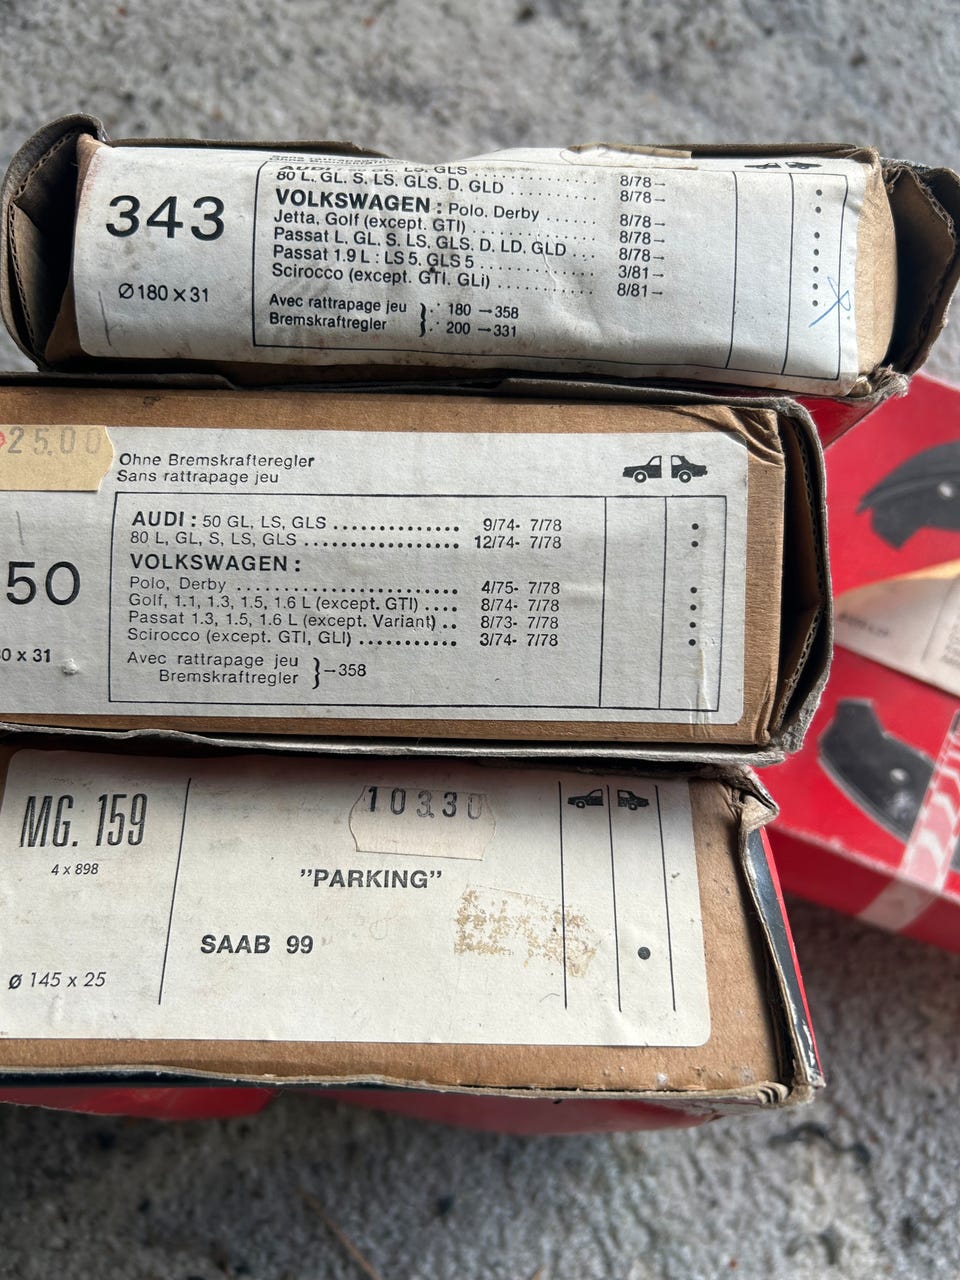 343
Ø180 x 31
80 L, GL, S, LS, GLS, D, GLD .......... 8/78→
8/78→
VOLKSWAGEN : Polo, Derby .......... 8/78→
Jetta, Golf (except. GTI) .......... 8/78→
Passat L, GL, S, LS, GLS, D, LD, GLD .......... 8/78→
Passat 1.9 L : LS 5, GLS 5 .......... 3/81→
Scirocco (except. GTI, GLi) .......... 8/81→
Avec rattrapage jeu } : 180 →358
Bremskraftregler } : 200 →331
25.00
Ohne Bremskrafteregler
Sans rattrapage jeu
50
0 x 31
AUDI : 50 GL, LS, GLS .......... 9/74- 7/78
80 L, GL, S, LS, GLS .......... 12/74- 7/78
VOLKSWAGEN :
Polo, Derby .......... 4/75- 7/78
Golf, 1.1, 1.3, 1.5, 1.6 L (except. GTI) .... 8/74- 7/78
Passat 1.3, 1.5, 1.6 L (except. Variant) .. 8/73- 7/78
Scirocco (except. GTI, GLI) .......... 3/74- 7/78
Avec rattrapage jeu
Bremskraftregler } —358
MG. 159
4 x 898
ø 145 x 25
103.30
"PARKING"
SAAB 99